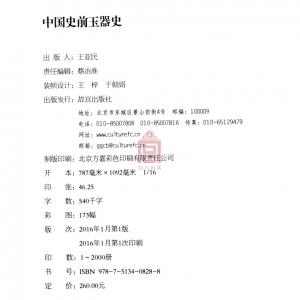 中国史前玉器史
出 版 人：王亚民
责任编辑：蔡治淮
装帧设计：王 梓 于朝娟
出版发行：故宫出版社
地址：北京市东城区景山前街4号 邮编：100009
电话：010-85007808 010-85007816 传真：010-65129479
网址：www.culturefc.cn
邮箱：ggcb@culturefc.cn
制版印刷：北京方嘉彩色印刷有限责任公司
开 本：787毫米×1092毫米 1/16
印 张：46.25
字 数：540千字
彩 图：173幅
版 次：2016年1月第1版
2016年1月第1次印刷
印 数：1-2000册
书 号：ISBN 978-7-5134-0828-8
定 价：260.00元